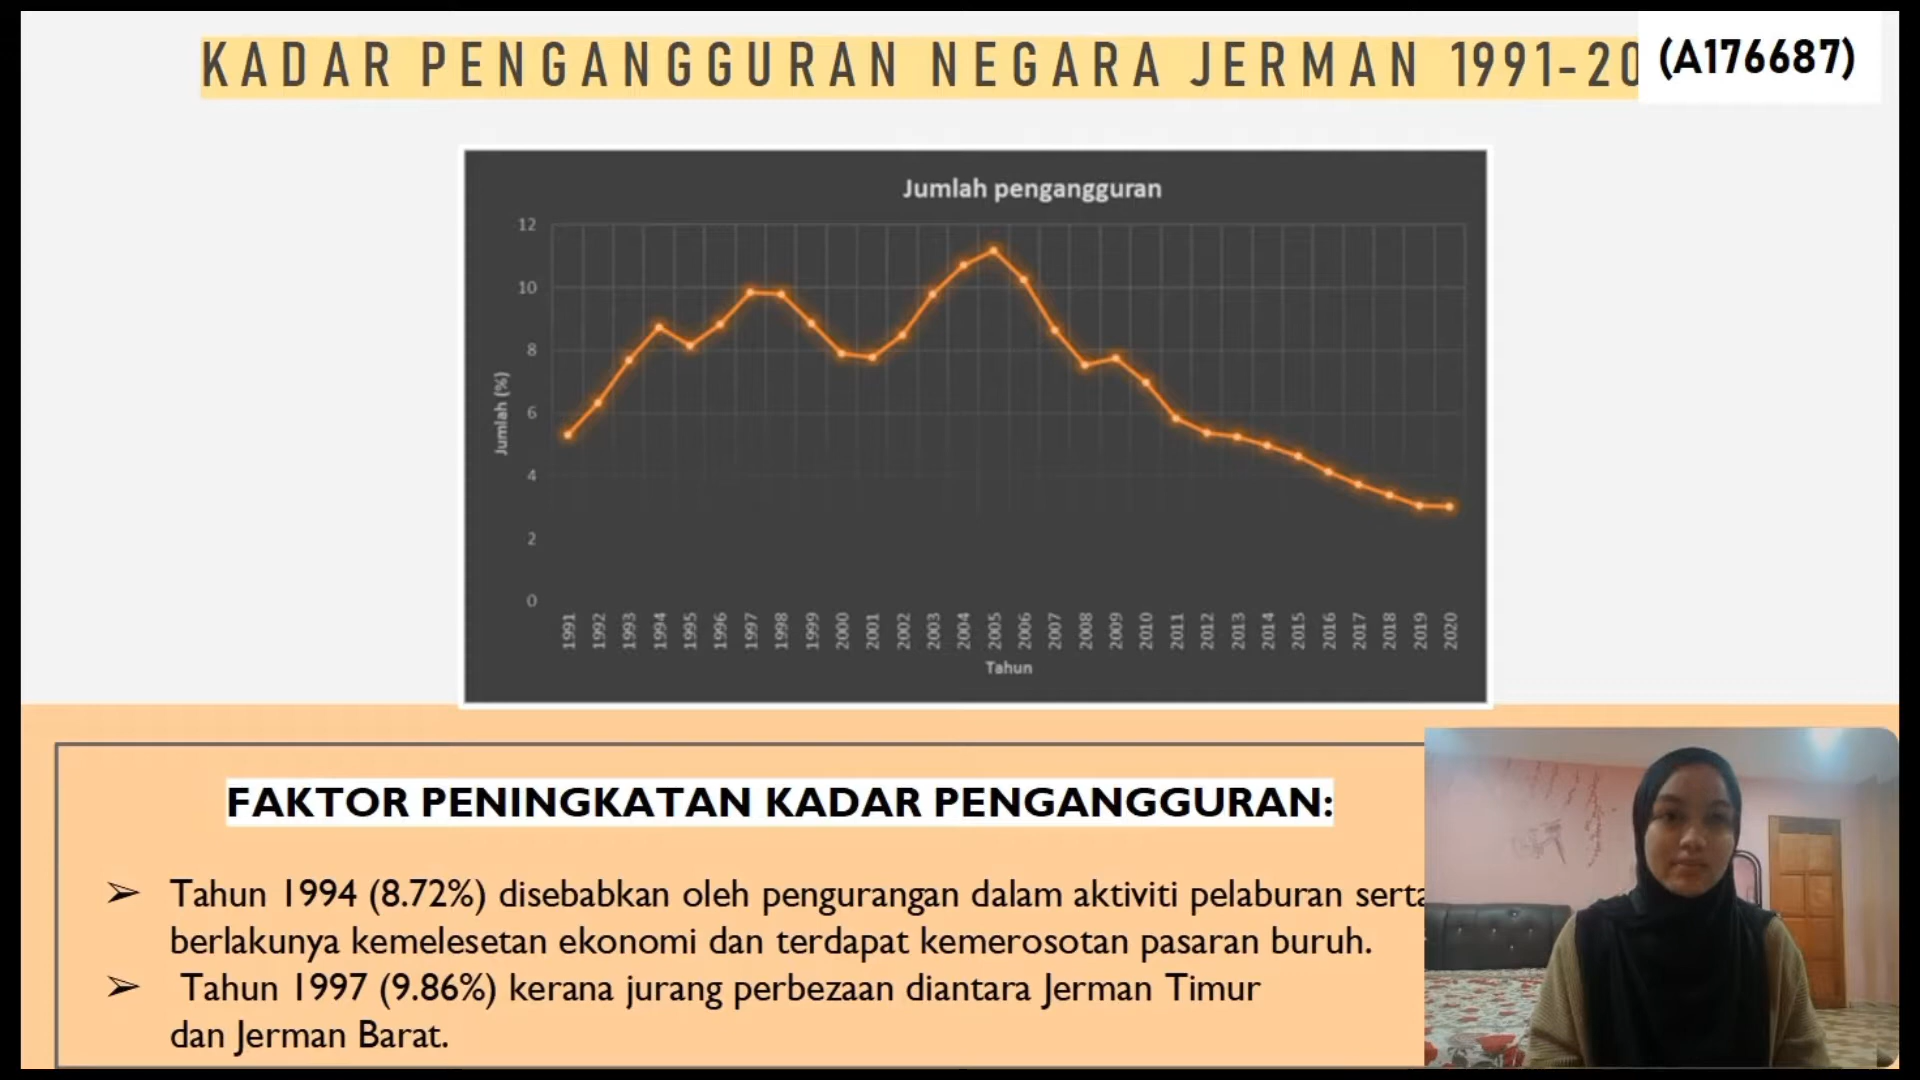 KADAR PENGANGGURAN NEGARA JERMAN 1991-20
(A176687)
Jumlah pengangguran
12
10
8
6
4
2
0
Jumlah (%)
1991 1992 1993 1994 1995 1996 1997 1998 1999 2000 2001 2002 2003 2004 2005 2006 2007 2008 2009 2010 2011 2012 2013 2014 2015 2016 2017 2018 2019 2020
Tahun
FAKTOR PENINGKATAN KADAR PENGANGGURAN:
➢ Tahun 1994 (8.72%) disebabkan oleh pengurangan dalam aktiviti pelaburan serta
berlakunya kemelesetan ekonomi dan terdapat kemerosotan pasaran buruh.
➢ Tahun 1997 (9.86%) kerana jurang perbezaan diantara Jerman Timur
dan Jerman Barat.